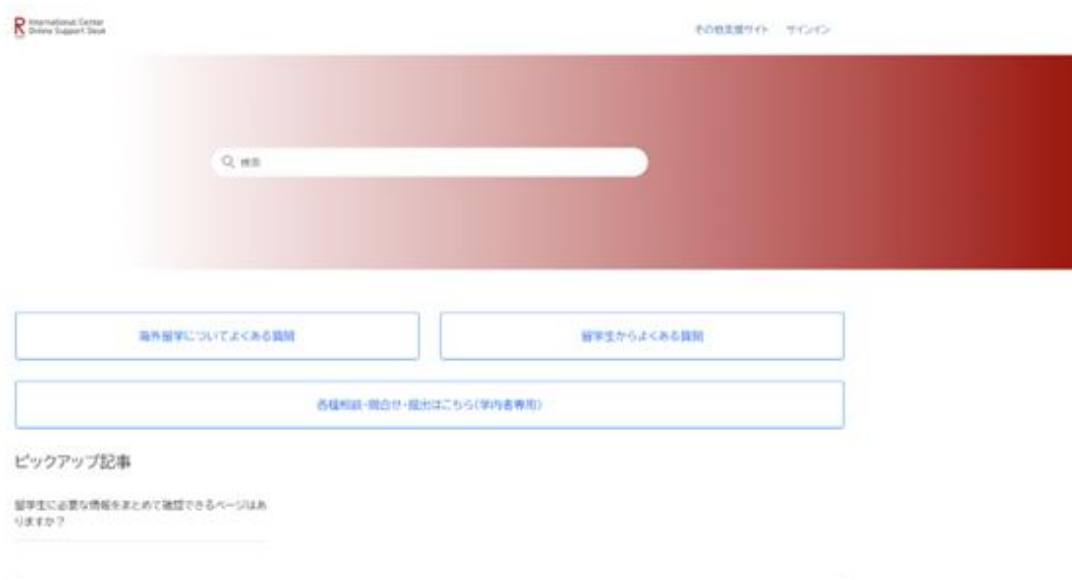 R International Center
Online Support Desk
その他支援サイト サインイン
検索
海外留学についてよくある質問
留学生からよくある質問
各種相談・問合せ・提出はこちら(学内者専用)
ピックアップ記事
留学生に必要な情報をまとめて確認できるページはあ
りますか？